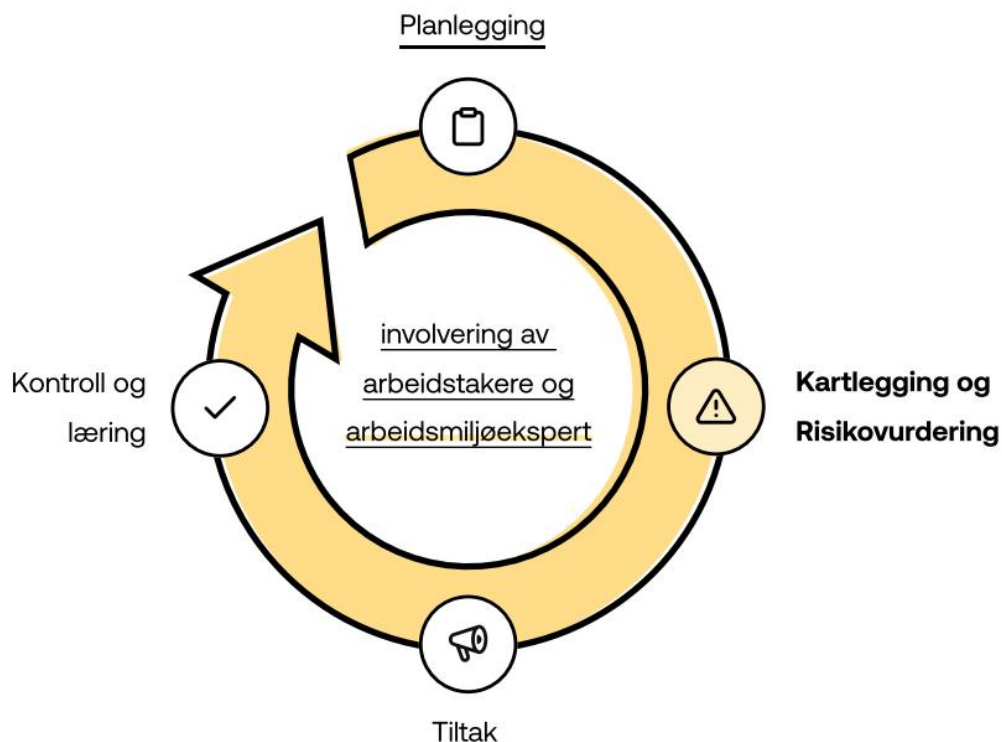 Planlegging
involvering av
arbeidstakere og
arbeidsmiljøekspert
Kontroll og
læring
Kartlegging og
Risikovurdering
Tiltak